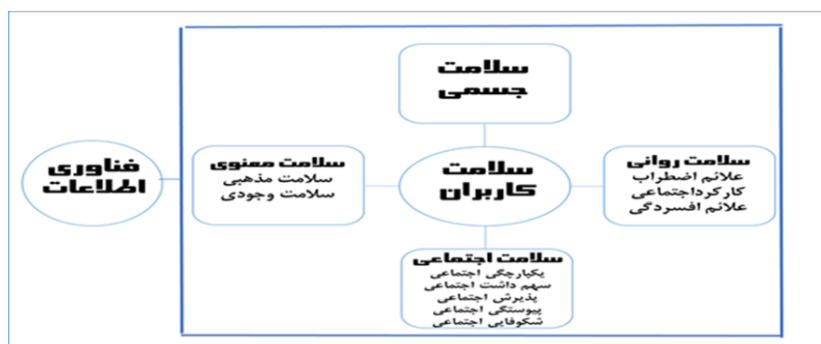 سلامت
جسمی
سلامت روانی
علائم اضطراب
کارکرداجتماعی
علائم افسردگی
سلامت
کاربران
سلامت معنوی
سلامت مذهبی
سلامت وجودی
فناوری
اطلاعات
سلامت اجتماعی
یکپارچگی اجتماعی
سهم داشت اجتماعی
پذیرش اجتماعی
پیوستگی اجتماعی
شکوفایی اجتماعی